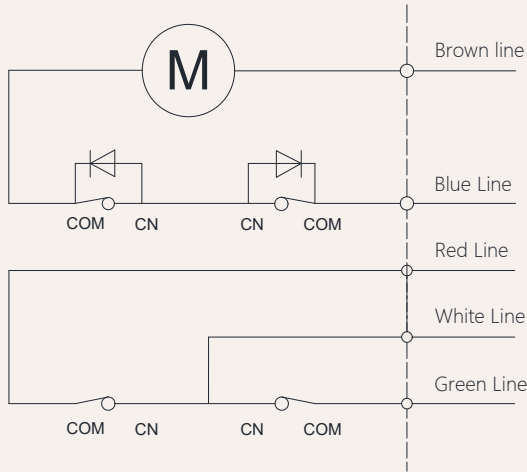 Brown line
M
Blue Line
COM CN CN COM
Red Line
White Line
Green Line
COM CN CN COM